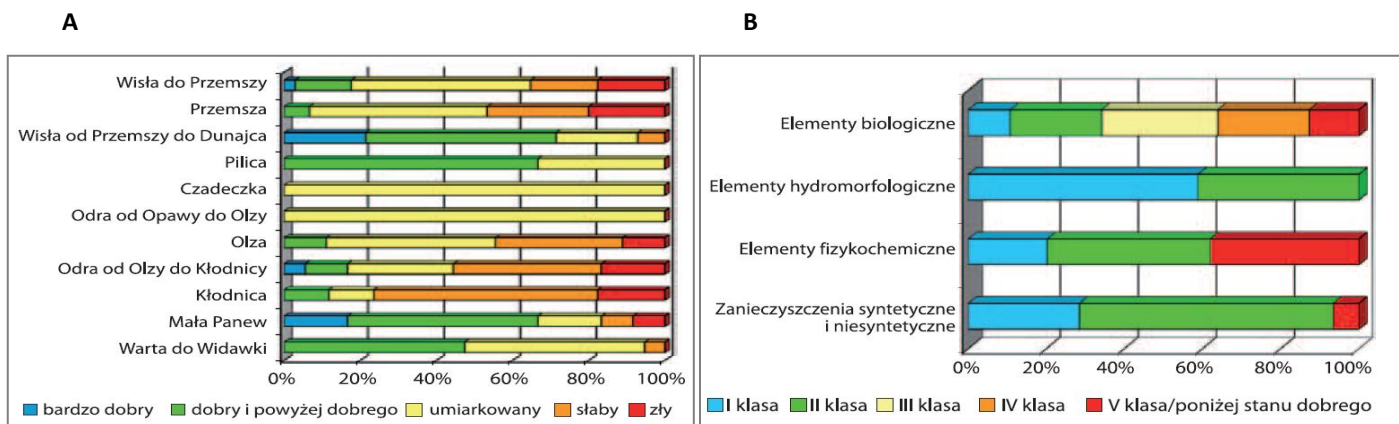 A
Wisła do Przemszy
Przemsza
Wisła od Przemszy do Dunajca
Pilica
Czadeczka
Odra od Opawy do Olzy
Olza
Odra od Olzy do Kłodnicy
Kłodnica
Mała Panew
Warta do Widawki
0% 20% 40% 60% 80% 100%
bardzo dobry dobry i powyżej dobrego umiarkowany słaby zły
B
Elementy biologiczne
Elementy hydromorfologiczne
Elementy fizykochemiczne
Zanieczyszczenia syntetyczne
i niesyntetyczne
0% 20% 40% 60% 80% 100%
I klasa II klasa III klasa IV klasa V klasa/poniżej stanu dobrego